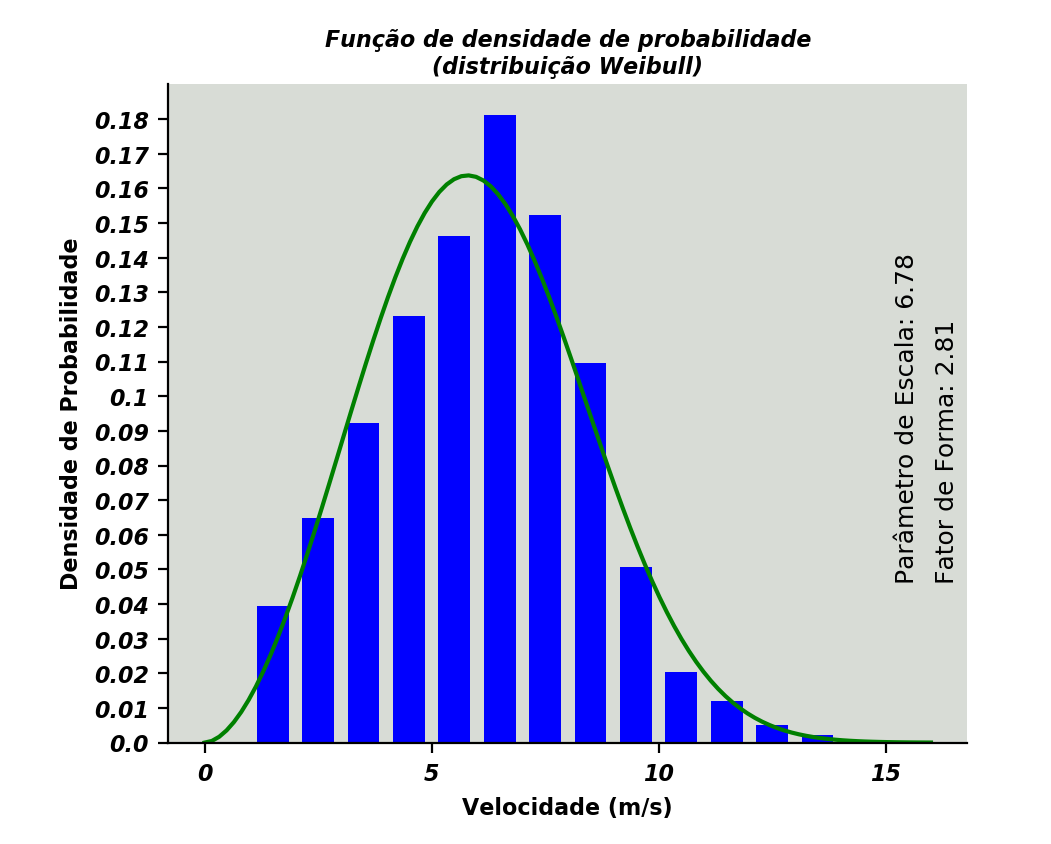 Função de densidade de probabilidade
(distribuição Weibull)
Densidade de Probabilidade
0.18
0.17
0.16
0.15
0.14
0.13
0.12
0.11
0.1
0.09
0.08
0.07
0.06
0.05
0.04
0.03
0.02
0.01
0.0
0 5 10 15
Velocidade (m/s)
Parâmetro de Escala: 6.78
Fator de Forma: 2.81